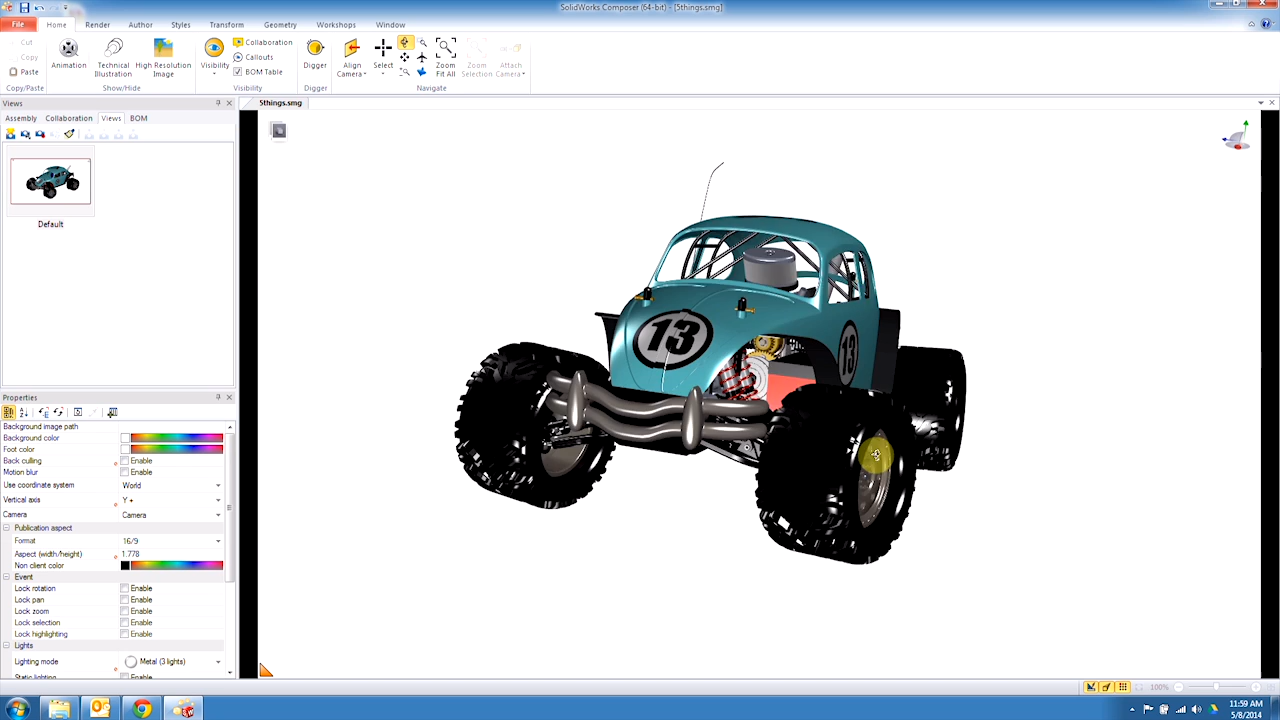 SolidWorks Composer (64-bit) - [5things.smg]
File Home Render Author Styles Transform Geometry Workshops Window
Cut
Copy
Paste
Copy/Paste
Animation
Technical Illustration
High Resolution Image
Show/Hide
Visibility
Collaboration
Callouts
BOM Table
Visibility
Digger
Digger
Align Camera
Select
Zoom Fit All
Zoom Selection
Attach Camera
Navigate
Views
5things.smg
Assembly Collaboration Views BOM
Default
13
13
Properties
Background image path
Background color
Foot color
Back culling Enable
Motion blur Enable
Use coordinate system World
Vertical axis Y +
Camera Camera
Publication aspect
Format 16/9
Aspect (width/height) 1.778
Non client color
Event
Lock rotation Enable
Lock pan Enable
Lock zoom Enable
Lock selection Enable
Lock highlighting Enable
Lights
Lighting mode Metal (3 lights)
Static lighting Enable
100%
11:59 AM
5/8/2014